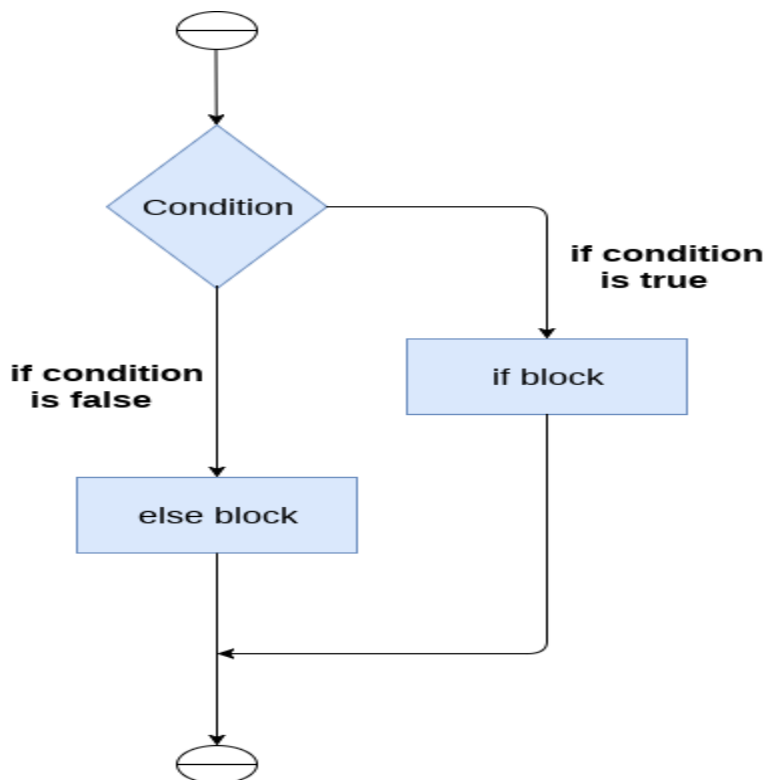 Condition
if condition
is true
if block
if condition
is false
else block